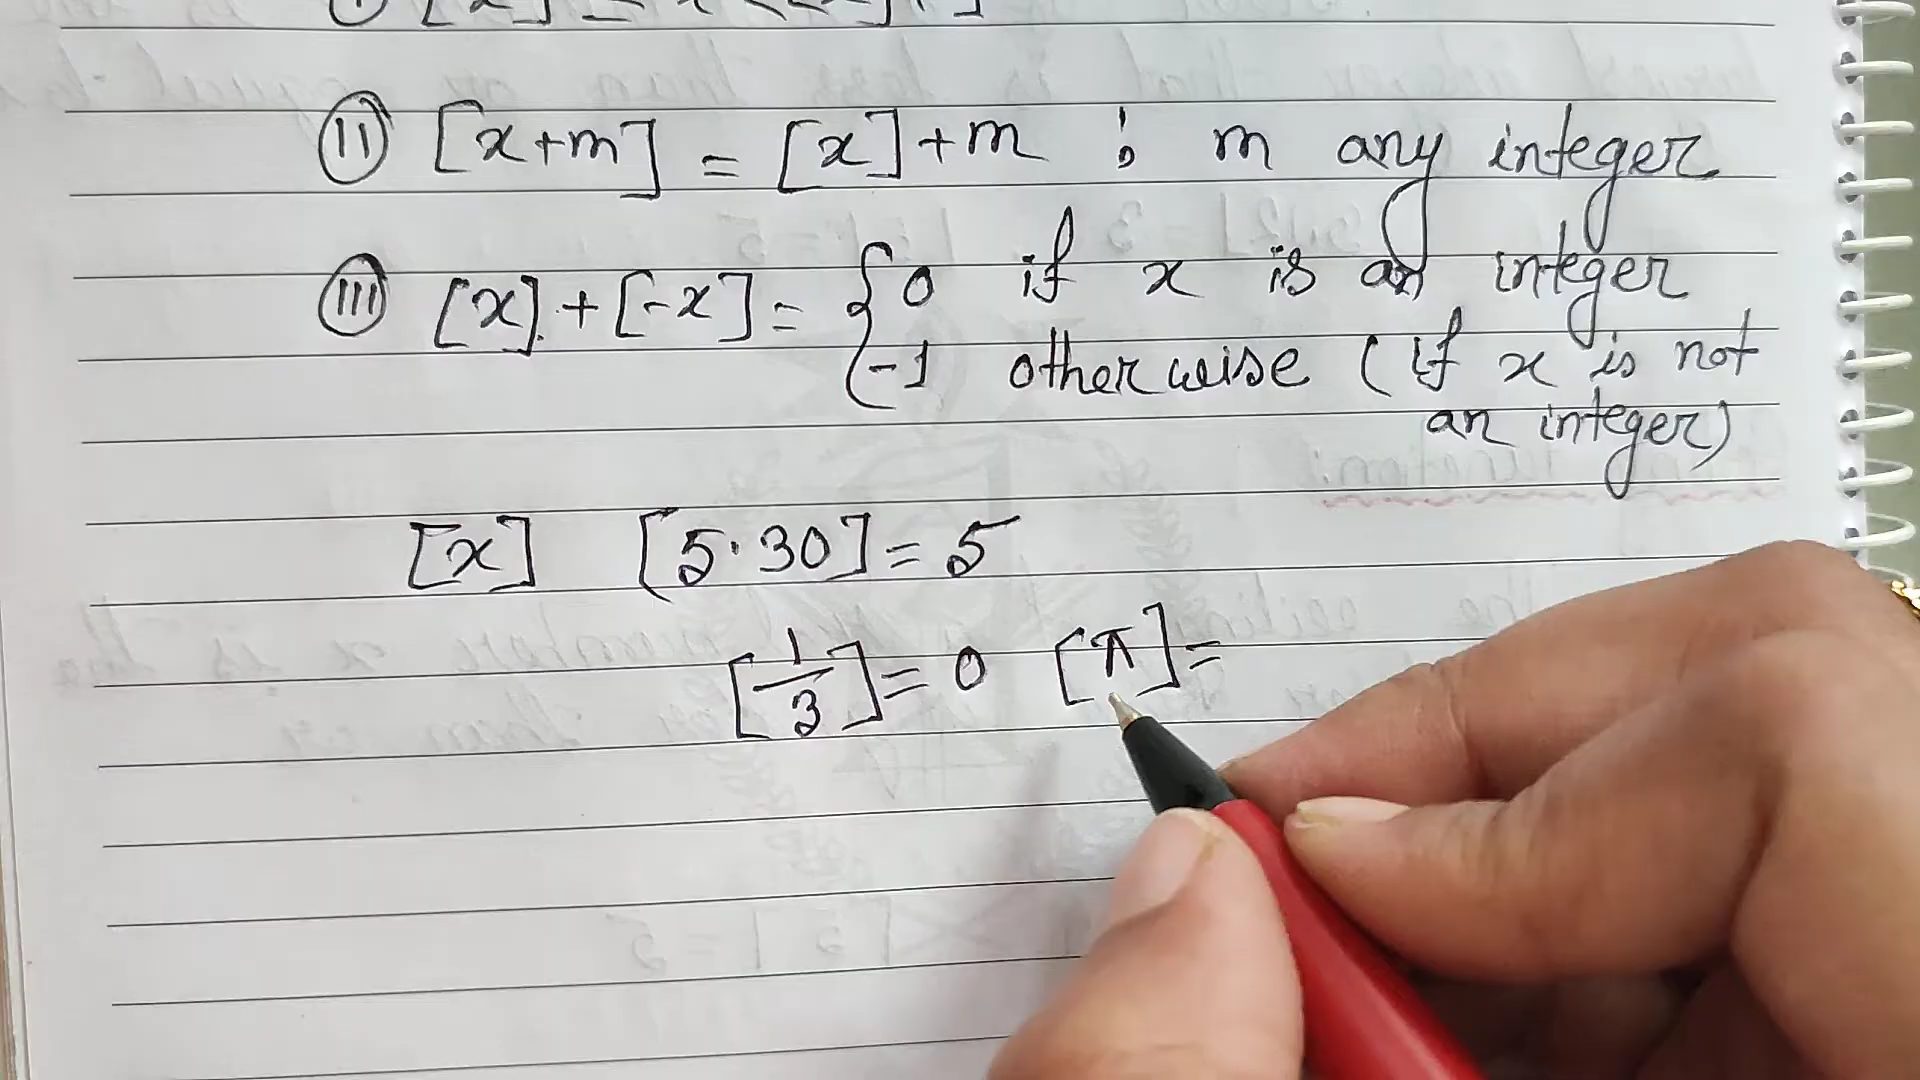 (II) [x+m] = [x]+m ; m any integer
(III) [x]+[-x] = { 0 if x is an integer
-1 otherwise (if x is not
an integer)
[x] [5·30] = 5
[1/3] = 0 [π] =